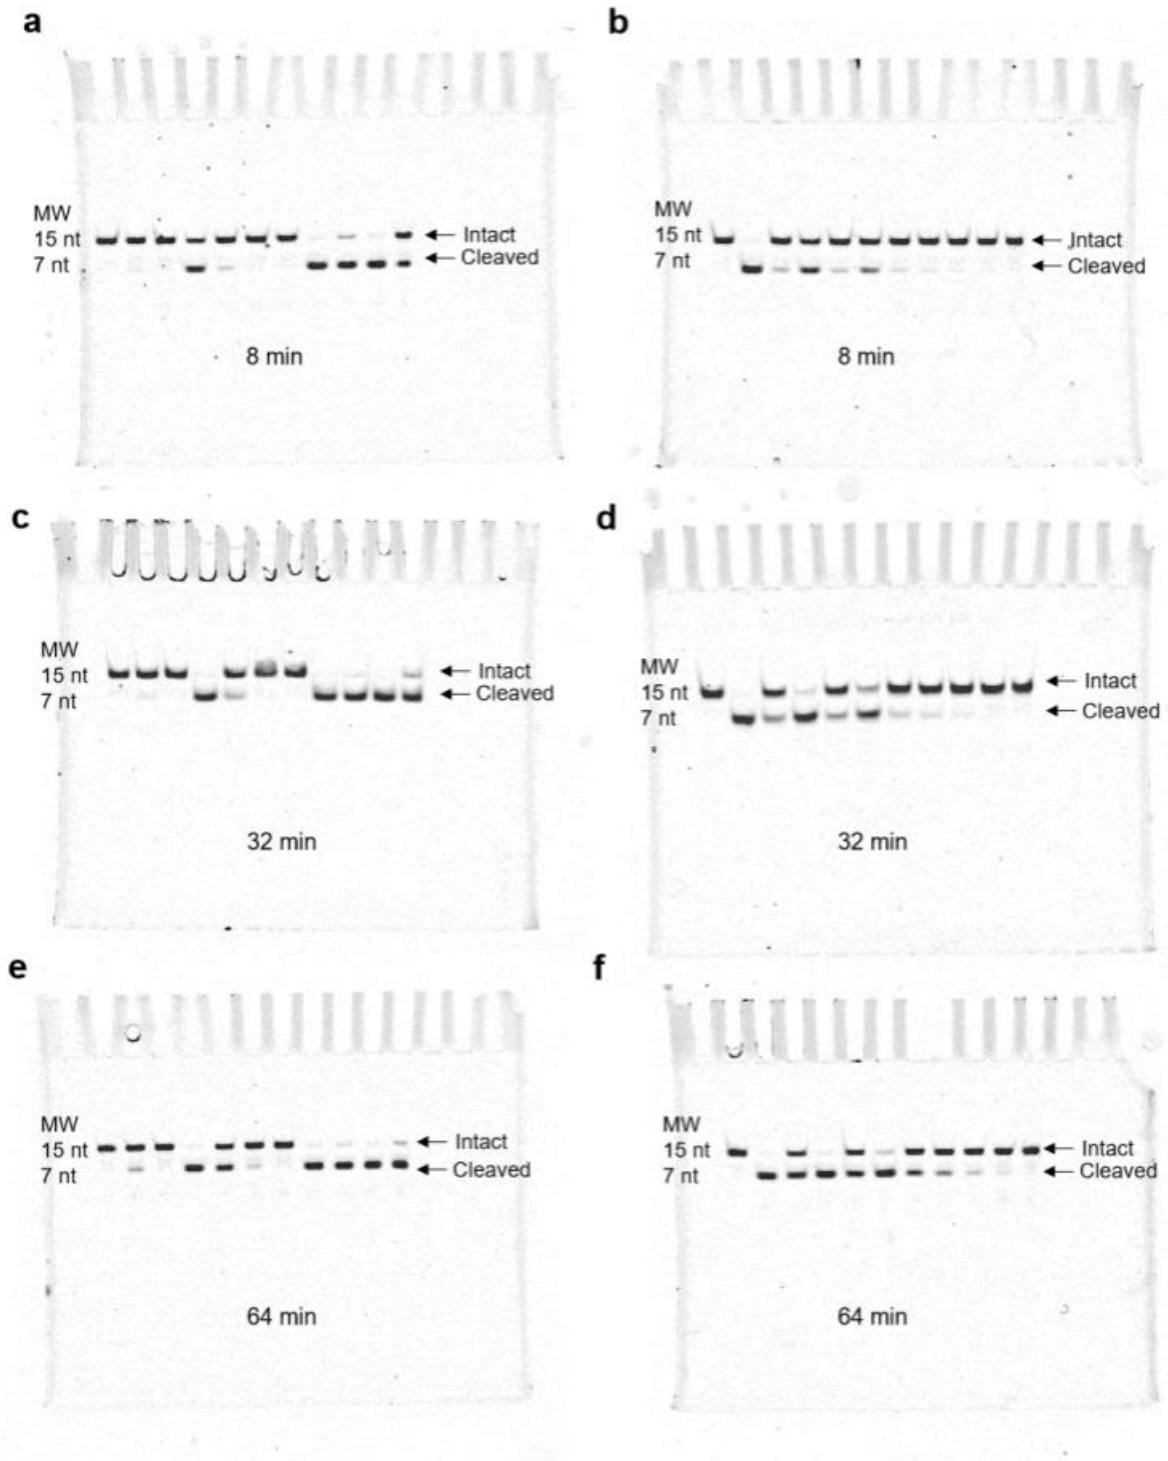 a
MW
15 nt
7 nt
Intact
Cleaved
8 min
b
MW
15 nt
7 nt
Intact
Cleaved
8 min
c
MW
15 nt
7 nt
Intact
Cleaved
32 min
d
MW
15 nt
7 nt
Intact
Cleaved
32 min
e
MW
15 nt
7 nt
Intact
Cleaved
64 min
f
MW
15 nt
7 nt
Intact
Cleaved
64 min